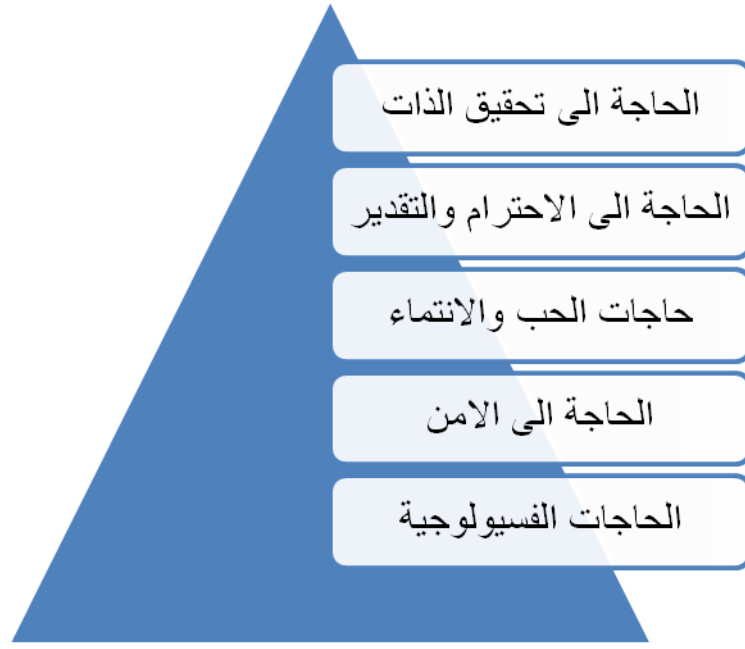 الحاجة الى تحقيق الذات
الحاجة الى الاحترام والتقدير
حاجات الحب والانتماء
الحاجة الى الامن
الحاجات الفسيولوجية